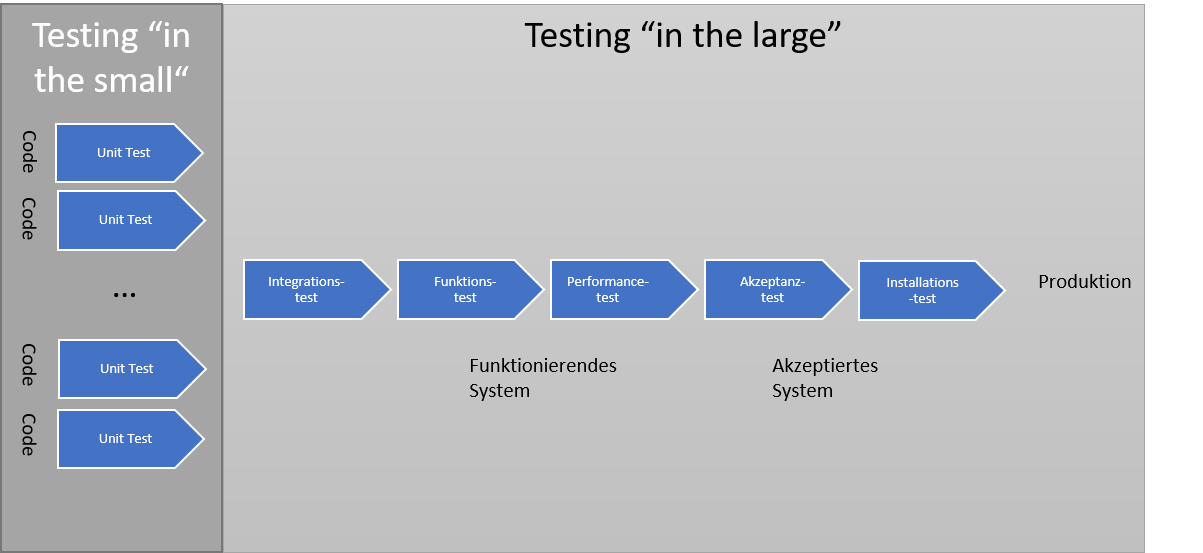 Testing “in
the small“
Testing “in the large”
Code
Unit Test
Code
Unit Test
...
Code
Unit Test
Code
Unit Test
Integrations-
test
Funktions-
test
Performance-
test
Akzeptanz-
test
Installations
-test
Produktion
Funktionierendes
System
Akzeptiertes
System